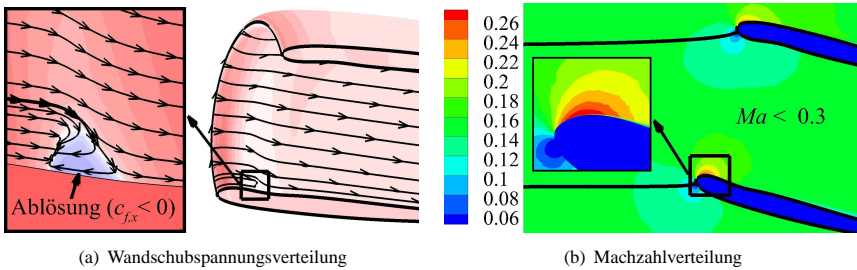 Ablösung (c_f,x < 0)
0.26
0.24
0.22
0.2
0.18
0.16
0.14
0.12
0.1
0.08
0.06
Ma < 0.3
(a) Wandschubspannungsverteilung
(b) Machzahlverteilung